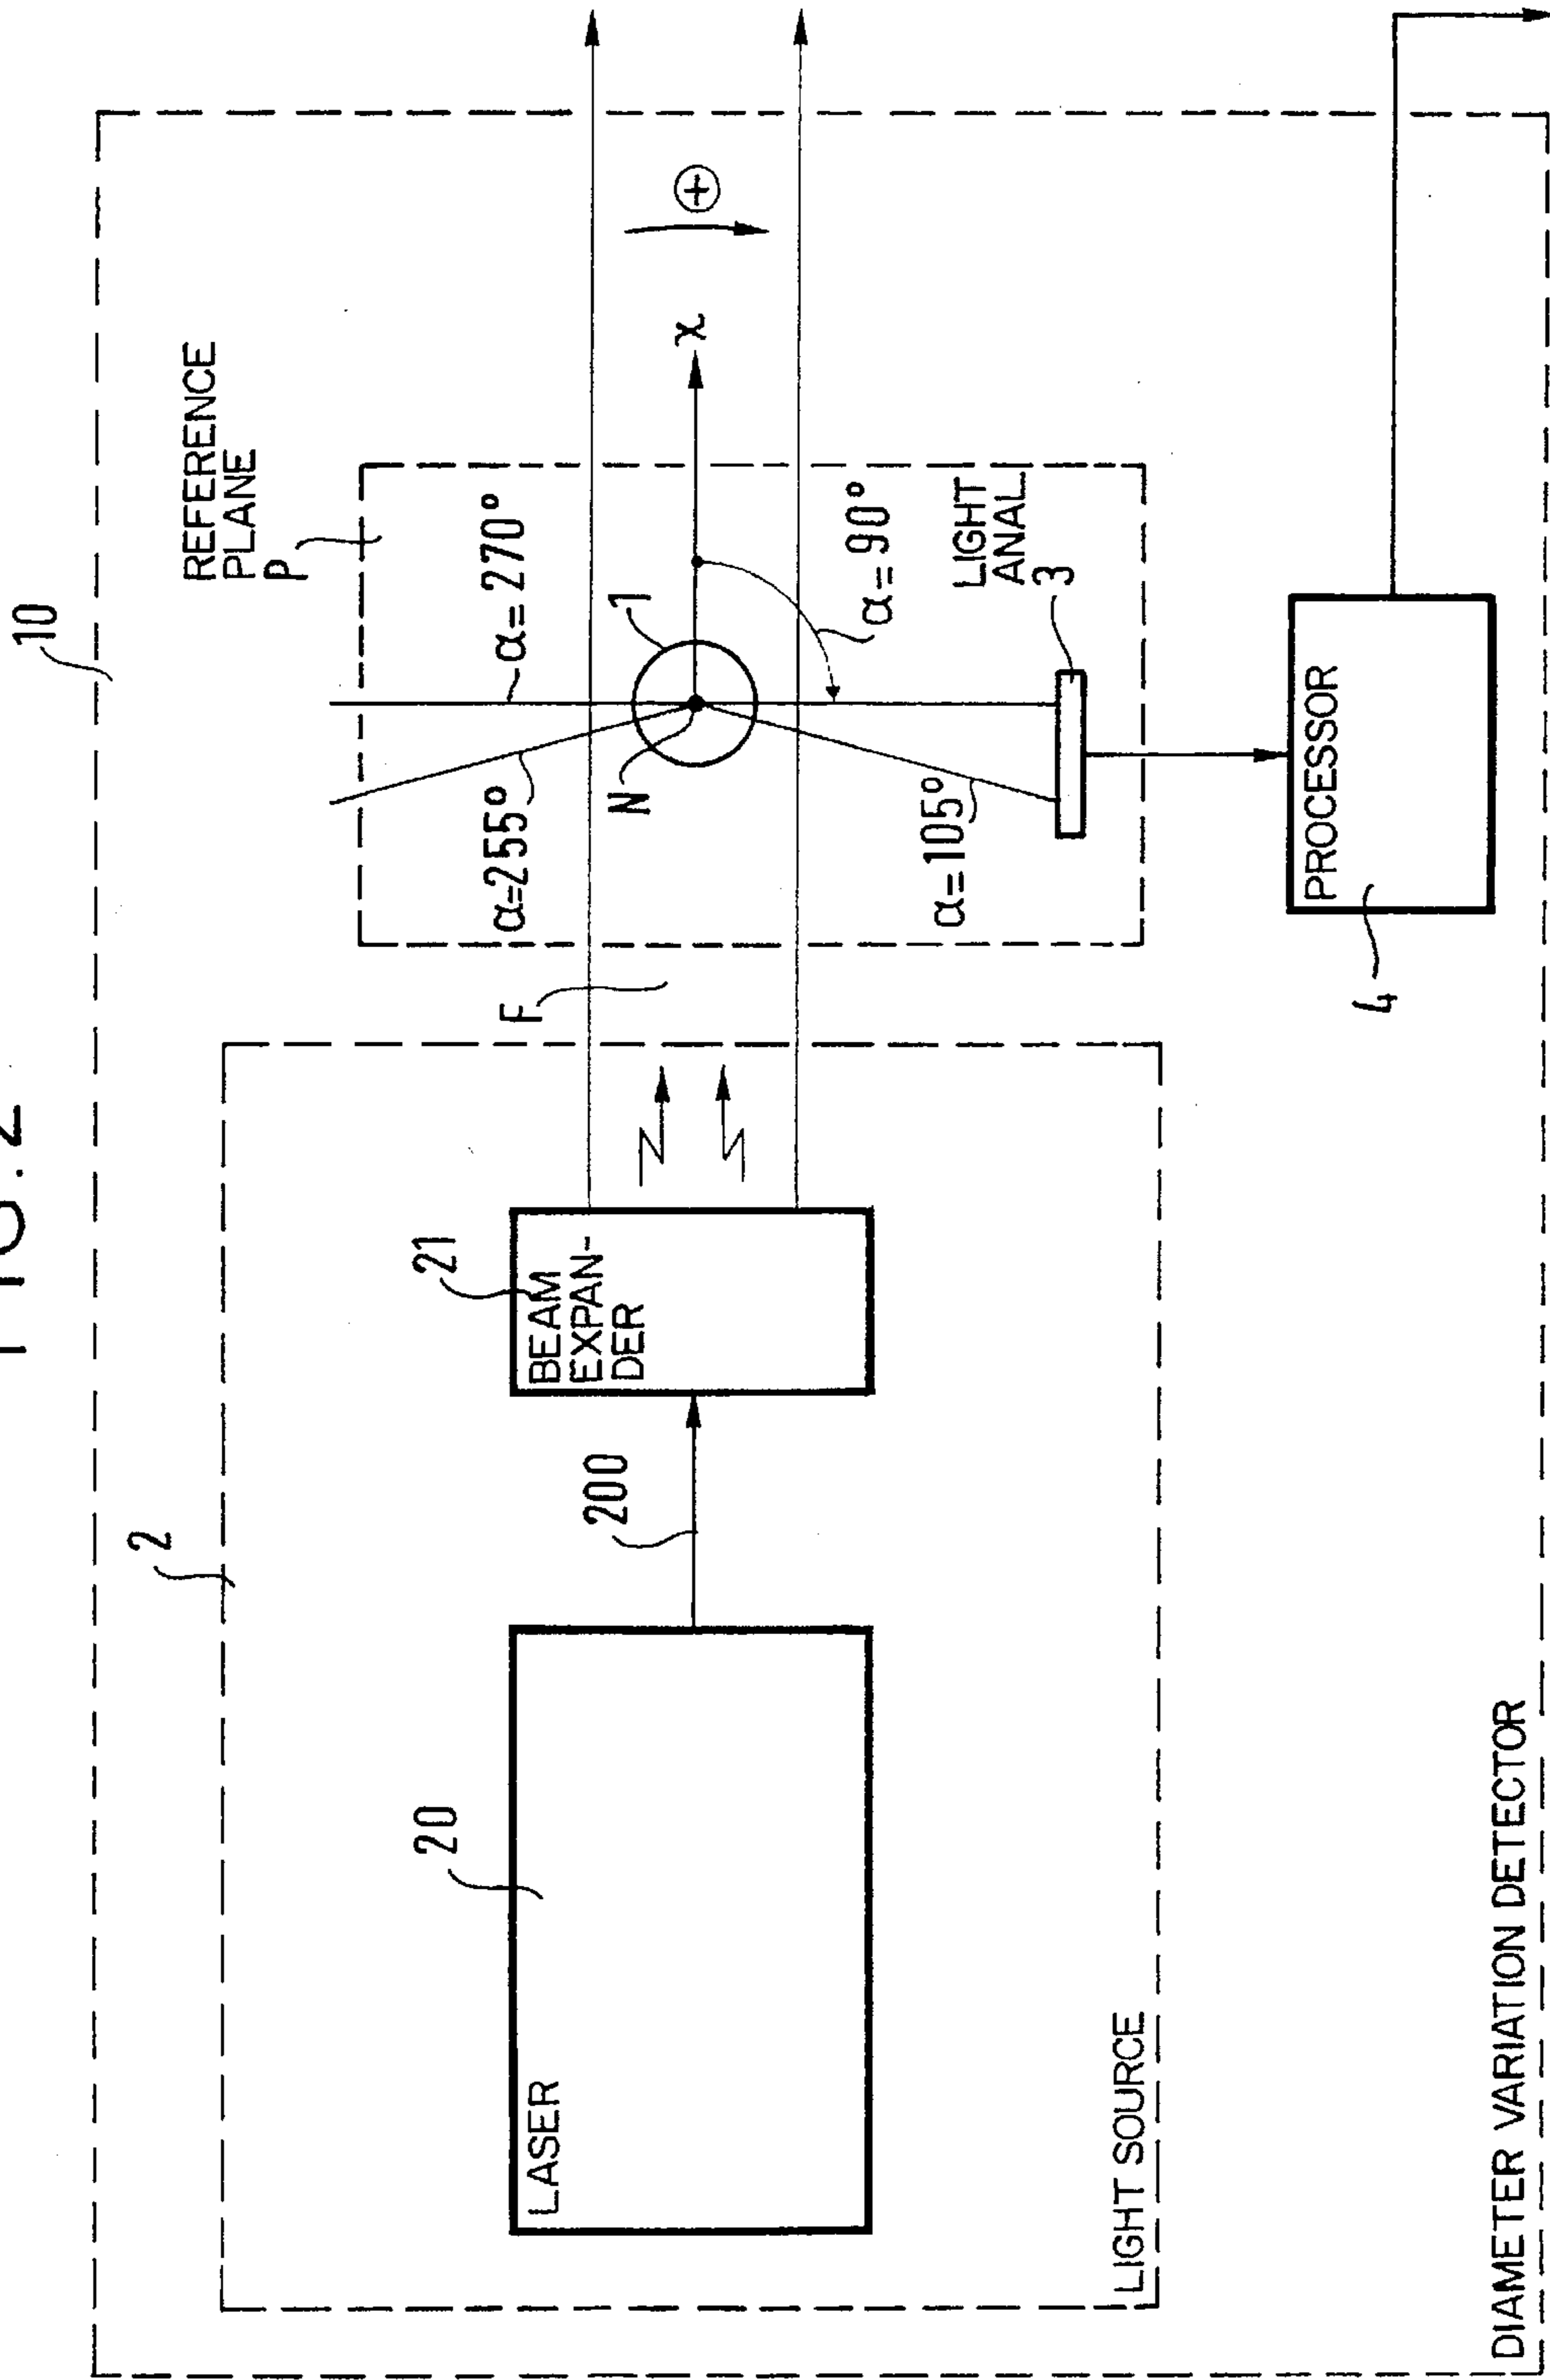 FIG. 2
10
2
20
LASER
200
21
BEAM
EXPAN-
DER
LIGHT SOURCE
F
REFERENCE
PLANE
P
α=255°
α=270°
N
1
x
+
α=90°
α=105°
LIGHT
ANAL.
3
PROCESSOR
4
DIAMETER VARIATION DETECTOR